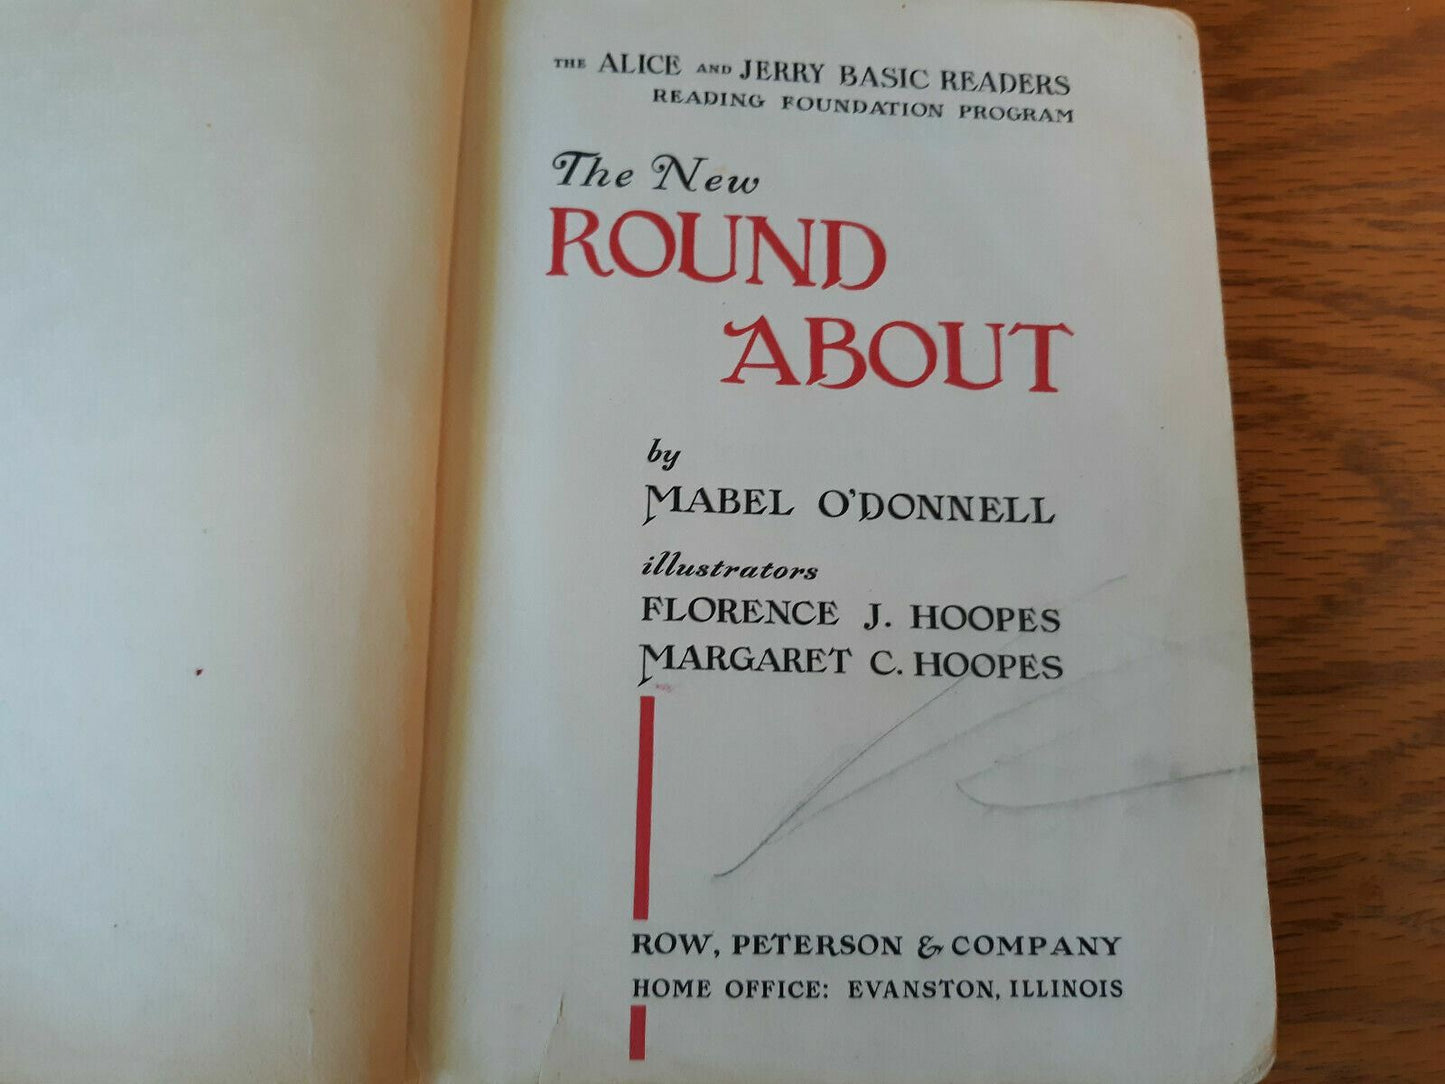 THE ALICE AND JERRY BASIC READERS
READING FOUNDATION PROGRAM
The New
ROUND
ABOUT
by
MABEL O'DONNELL
illustrators
FLORENCE J. HOOPES
MARGARET C. HOOPES
ROW, PETERSON & COMPANY
HOME OFFICE: EVANSTON, ILLINOIS